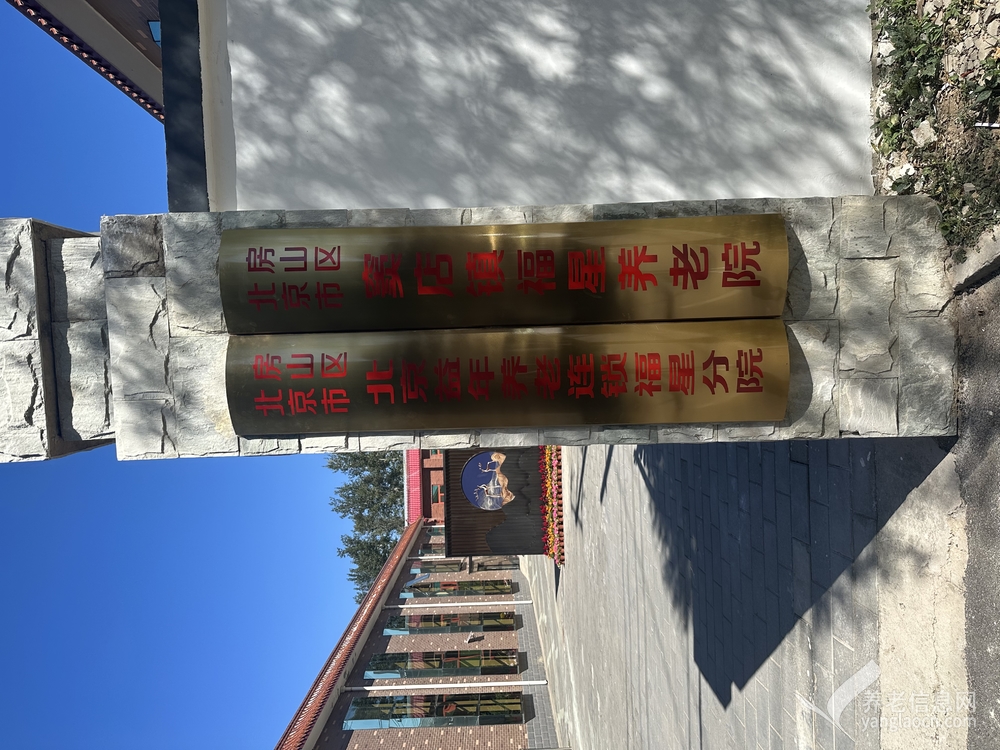 北京市
房山区
北京益年养老连锁福星分院
北京市
房山区
窦店镇福星养老院
养老信息网
yanglaocn.com